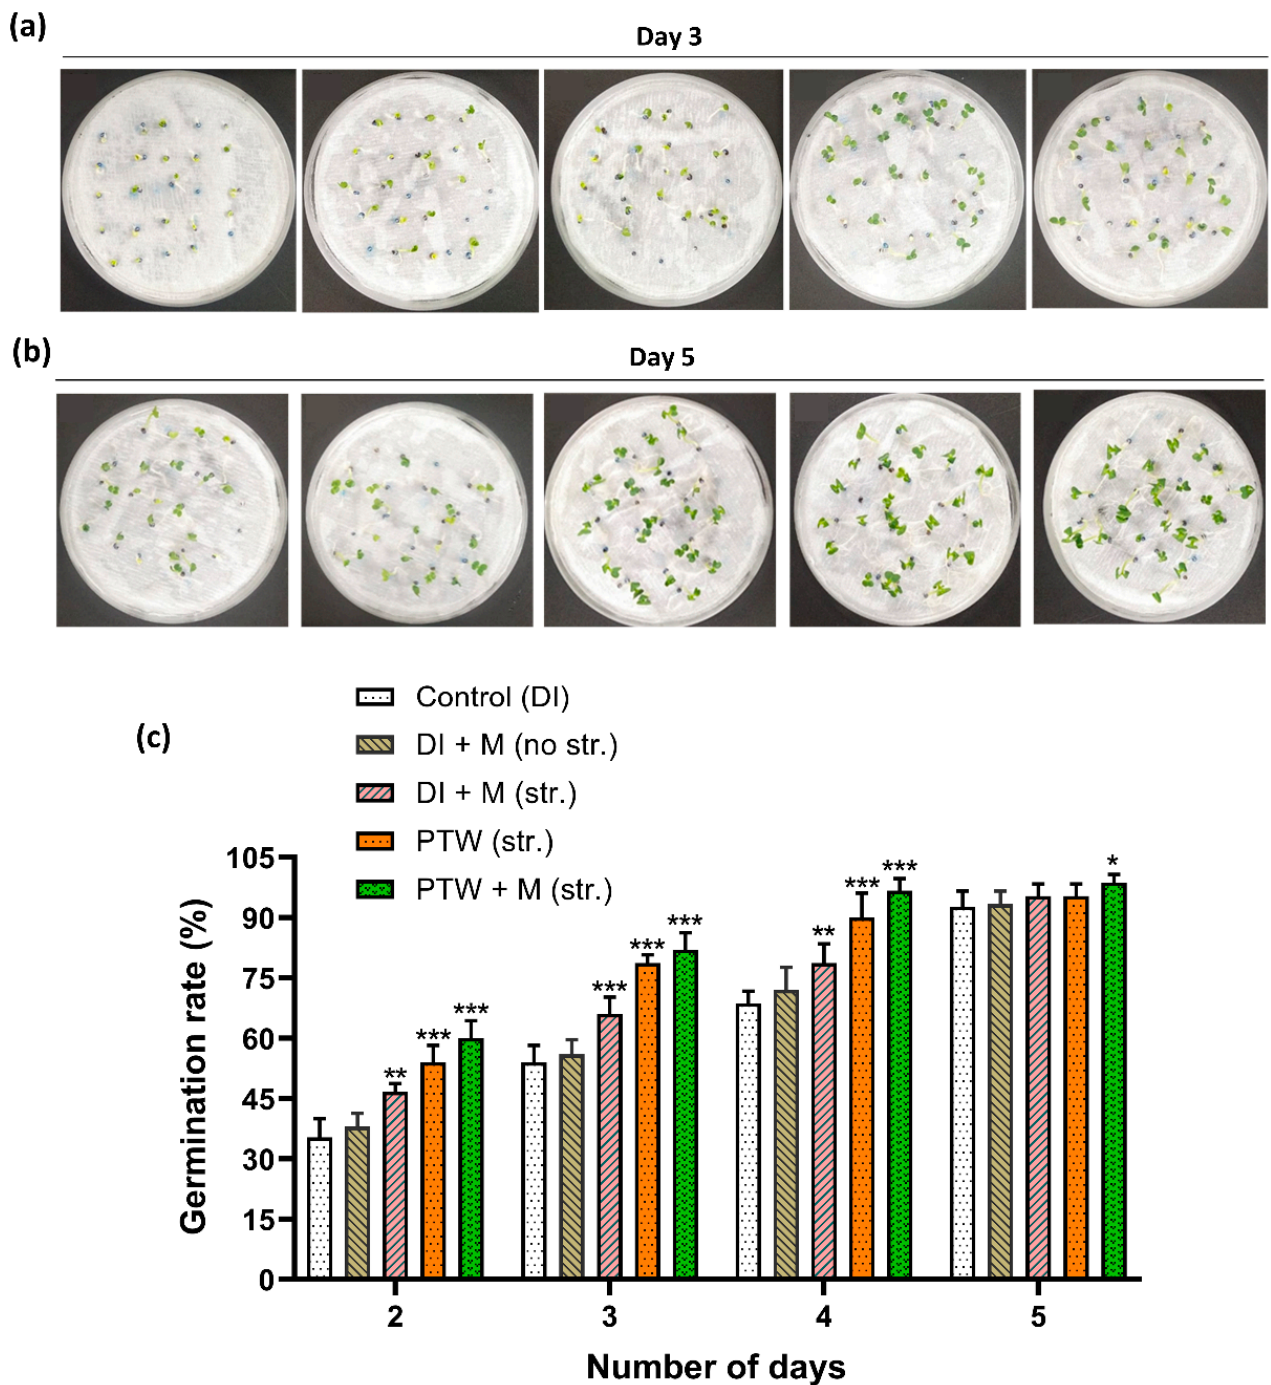 (a)
Day 3
(b)
Day 5
(c)
Control (DI)
DI + M (no str.)
DI + M (str.)
PTW (str.)
PTW + M (str.)
Germination rate (%)
105
90
75
60
45
30
15
0
** *** ***
*** *** ***
** *** ***
*
2 3 4 5
Number of days